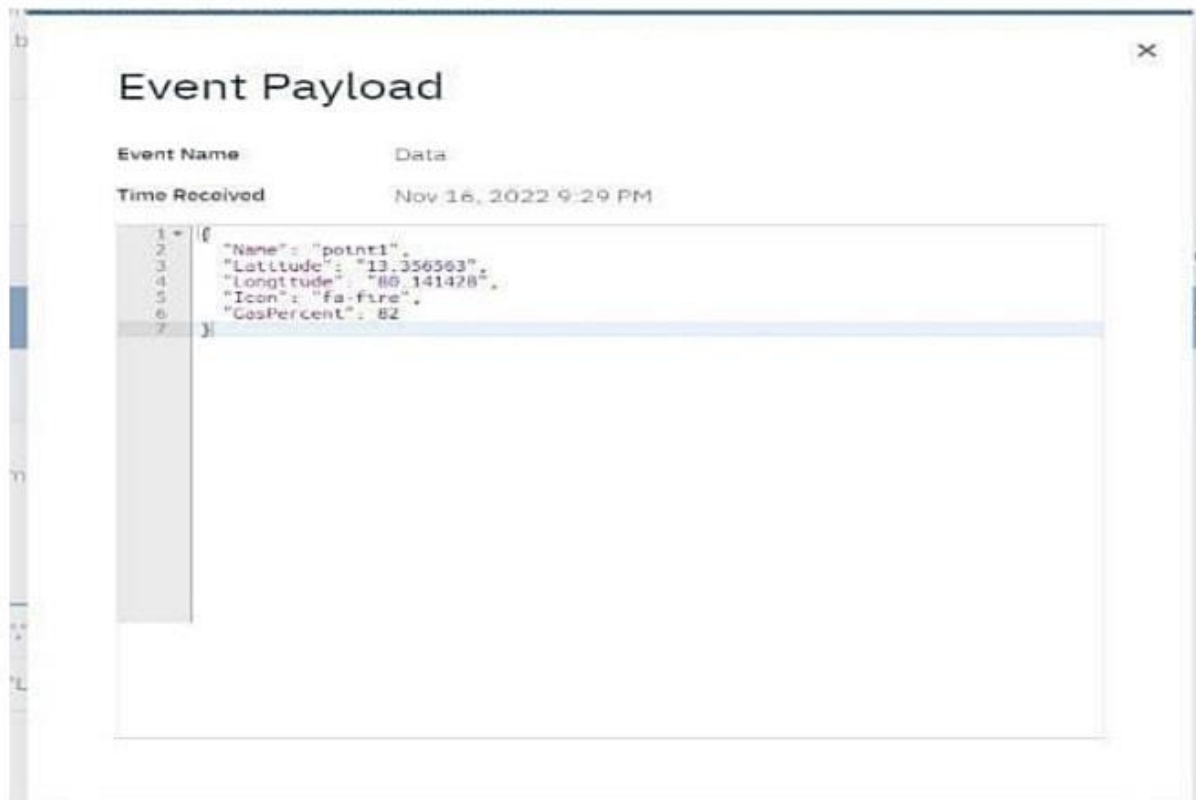 ×
Event Payload
Event Name Data
Time Received Nov 16, 2022 9:29 PM
1 {
2 "Name": "point1",
3 "Latitude": "13.356563",
4 "Longitude": "80.141428",
5 "Icon": "fa-fire",
6 "GasPercent": 82
7 }